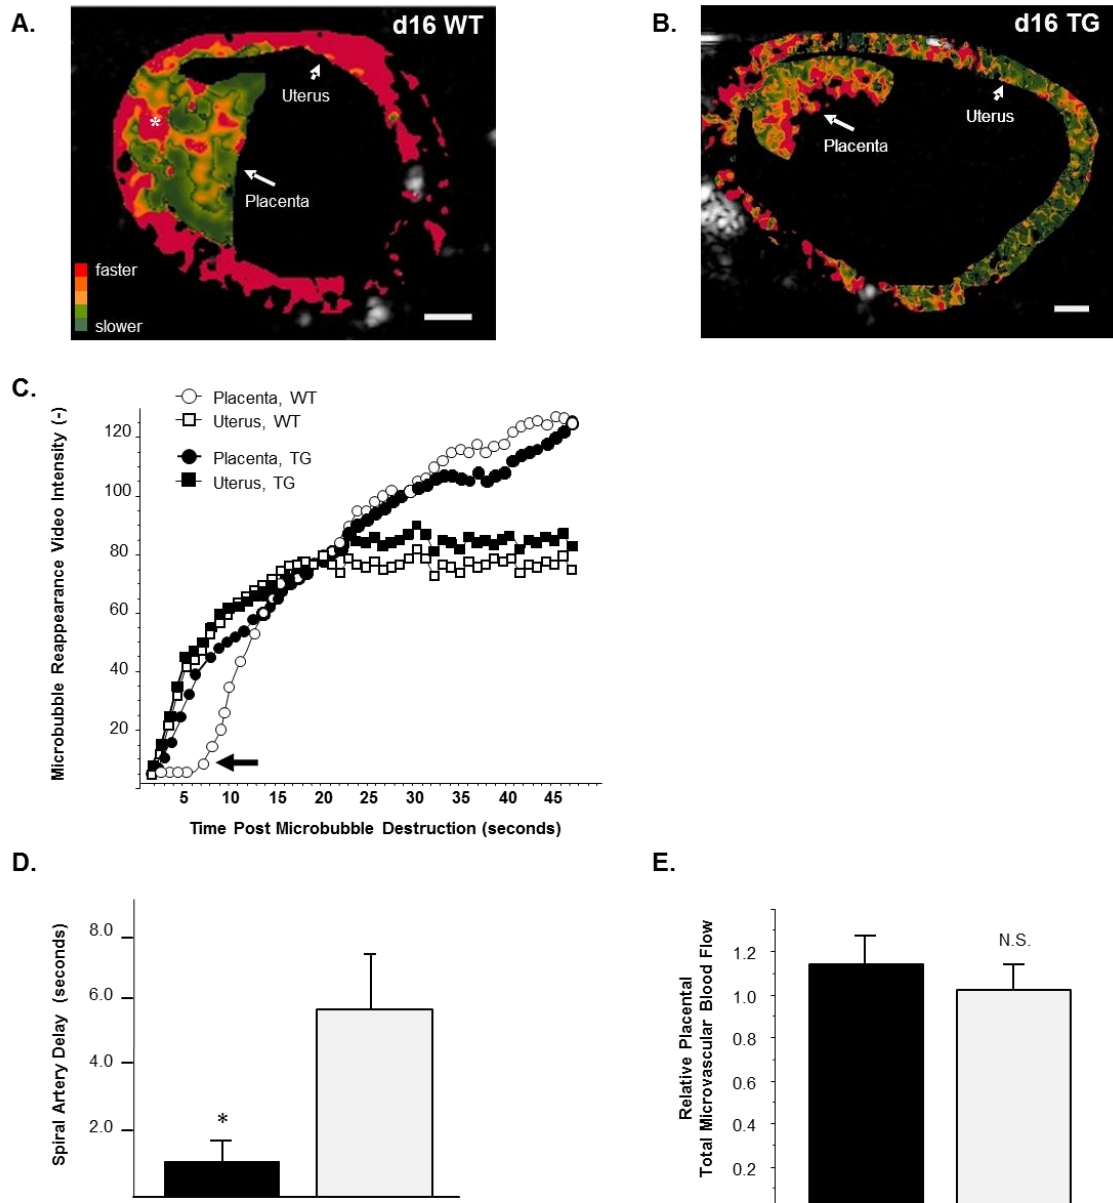 A.
d16 WT
Uterus
*
Placenta
faster
slower
B.
d16 TG
Uterus
Placenta
C.
Placenta, WT
Uterus, WT
Placenta, TG
Uterus, TG
Microbubble Reappearance Video Intensity (-)
120
100
80
60
40
20
5 10 15 20 25 30 35 40 45
Time Post Microbubble Destruction (seconds)
D.
Spiral Artery Delay (seconds)
8.0
6.0
4.0
2.0
*
E.
Relative Placental
Total Microvascular Blood Flow
1.2
1.0
0.8
0.6
0.4
0.2
N.S.